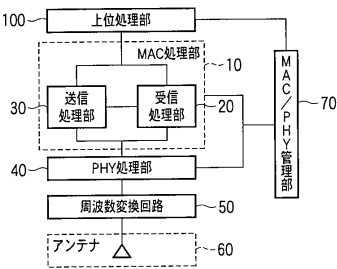 100 上位処理部
MAC処理部
10
30 送信処理部
受信処理部 20
MAC/PHY管理部 70
40 PHY処理部
周波数変換回路 50
アンテナ 60